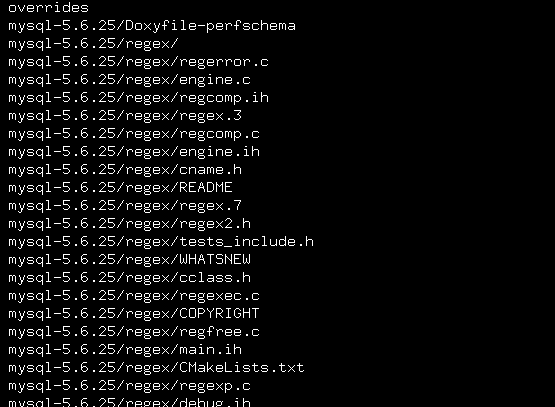 overrides
mysql-5.6.25/Doxyfile-perfschema
mysql-5.6.25/regex/
mysql-5.6.25/regex/regerror.c
mysql-5.6.25/regex/engine.c
mysql-5.6.25/regex/regcomp.ih
mysql-5.6.25/regex/regex.3
mysql-5.6.25/regex/regcomp.c
mysql-5.6.25/regex/engine.ih
mysql-5.6.25/regex/cname.h
mysql-5.6.25/regex/README
mysql-5.6.25/regex/regex.7
mysql-5.6.25/regex/regex2.h
mysql-5.6.25/regex/tests_include.h
mysql-5.6.25/regex/WHATSNEW
mysql-5.6.25/regex/cclass.h
mysql-5.6.25/regex/regexec.c
mysql-5.6.25/regex/COPYRIGHT
mysql-5.6.25/regex/regfree.c
mysql-5.6.25/regex/main.ih
mysql-5.6.25/regex/CMakeLists.txt
mysql-5.6.25/regex/regexp.c
mysql-5.6.25/regex/debug.ih